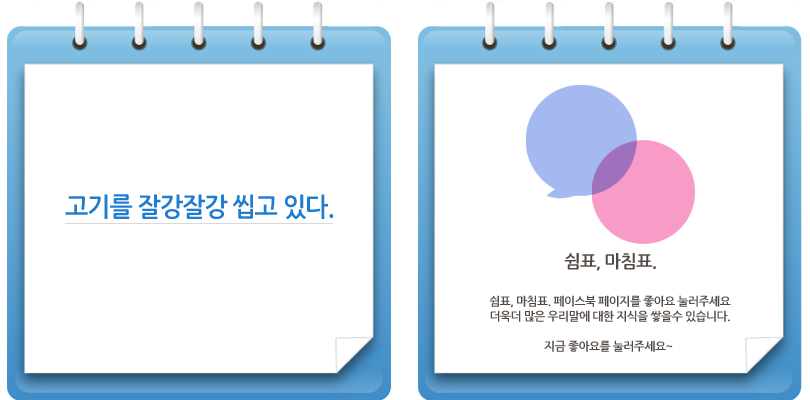 고기를 잘강잘강 씹고 있다.
쉼표, 마침표.
쉼표, 마침표. 페이스북 페이지를 좋아요 눌러주세요
더욱더 많은 우리말에 대한 지식을 쌓을수 있습니다.
지금 좋아요를 눌러주세요~